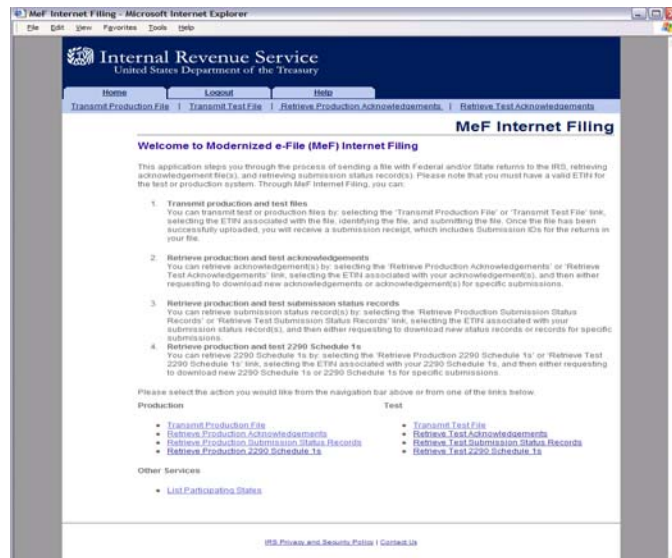 MeF Internet Filing - Microsoft Internet Explorer
File Edit View Favorites Tools Help
Internal Revenue Service
United States Department of the Treasury
Home Logout Help
Transmit Production File | Transmit Test File | Retrieve Production Acknowledgements | Retrieve Test Acknowledgements
MeF Internet Filing
Welcome to Modernized e-File (MeF) Internet Filing
This application steps you through the process of sending a file with Federal and/or State returns to the IRS, retrieving
acknowledgement file(s), and retrieving submission status record(s). Please note that you must have a valid ETIN for
the test or production system. Through MeF Internet Filing, you can:
1. Transmit production and test files
You can transmit test or production files by: selecting the 'Transmit Production File' or 'Transmit Test File' link,
selecting the ETIN associated with the file, identifying the file, and submitting the file. Once the file has been
successfully uploaded, you will receive a submission receipt, which includes Submission IDs for the returns in
your file.
2. Retrieve production and test acknowledgements
You can retrieve acknowledgement(s) by: selecting the 'Retrieve Production Acknowledgements' or 'Retrieve
Test Acknowledgements' link, selecting the ETIN associated with your acknowledgement(s), and then either
requesting to download new acknowledgements or acknowledgement(s) for specific submissions.
3. Retrieve production and test submission status records
You can retrieve submission status record(s) by: selecting the 'Retrieve Production Submission Status
Records' or 'Retrieve Test Submission Status Records' link, selecting the ETIN associated with your
submission status record(s), and then either requesting to download new status records or records for specific
submissions.
4. Retrieve production and test 2290 Schedule 1s
You can retrieve 2290 Schedule 1s by: selecting the 'Retrieve Production 2290 Schedule 1s' or 'Retrieve Test
2290 Schedule 1s' link, selecting the ETIN associated with your 2290 Schedule 1s, and then either requesting
to download new 2290 Schedule 1s or 2290 Schedule 1s for specific submissions.
Please select the action you would like from the navigation bar above or from one of the links below.
Production Test
Transmit Production File Transmit Test File
Retrieve Production Acknowledgements Retrieve Test Acknowledgements
Retrieve Production Submission Status Records Retrieve Test Submission Status Records
Retrieve Production 2290 Schedule 1s Retrieve Test 2290 Schedule 1s
Other Services
List Participating States
IRS Privacy and Security Policy | Contact Us